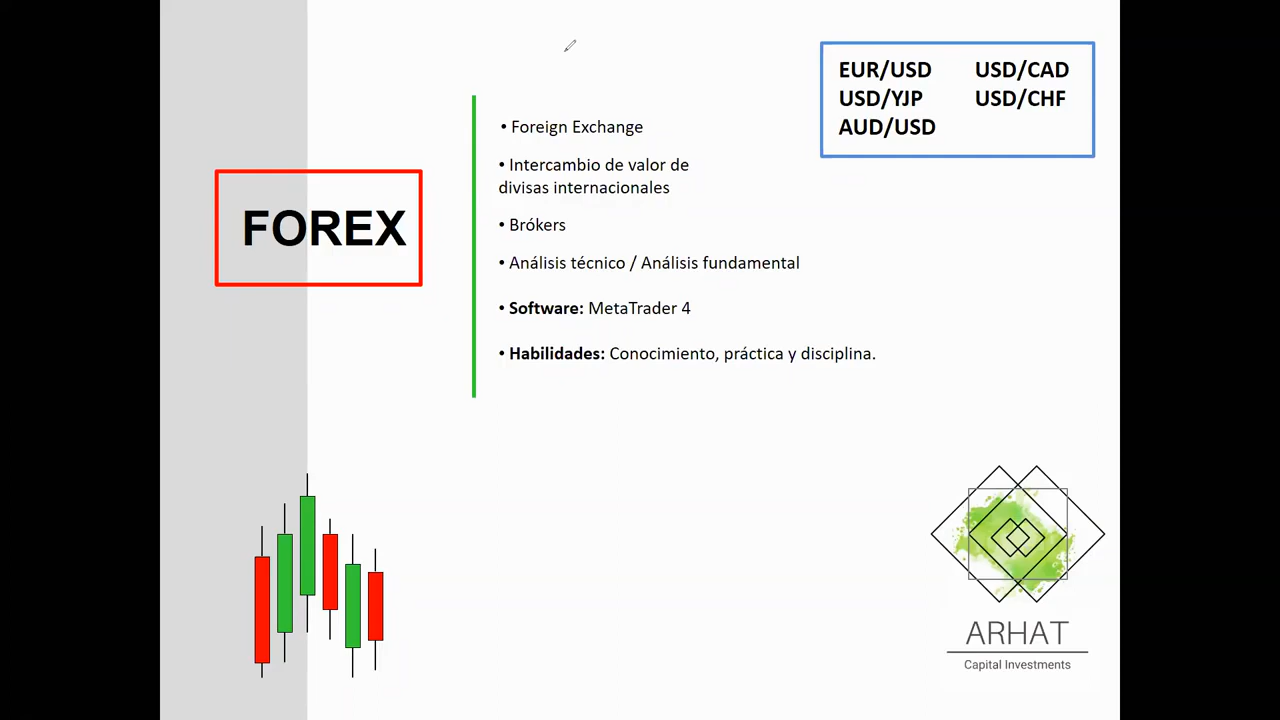 FOREX
• Foreign Exchange
• Intercambio de valor de
divisas internacionales
• Brókers
• Análisis técnico / Análisis fundamental
• Software: MetaTrader 4
• Habilidades: Conocimiento, práctica y disciplina.
EUR/USD USD/CAD
USD/YJP USD/CHF
AUD/USD
ARHAT
Capital Investments